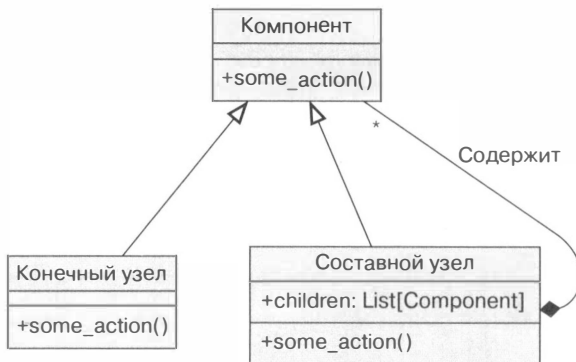 Компонент
+some_action()
*
Содержит
Конечный узел
+some_action()
Составной узел
+children: List[Component]
+some_action()